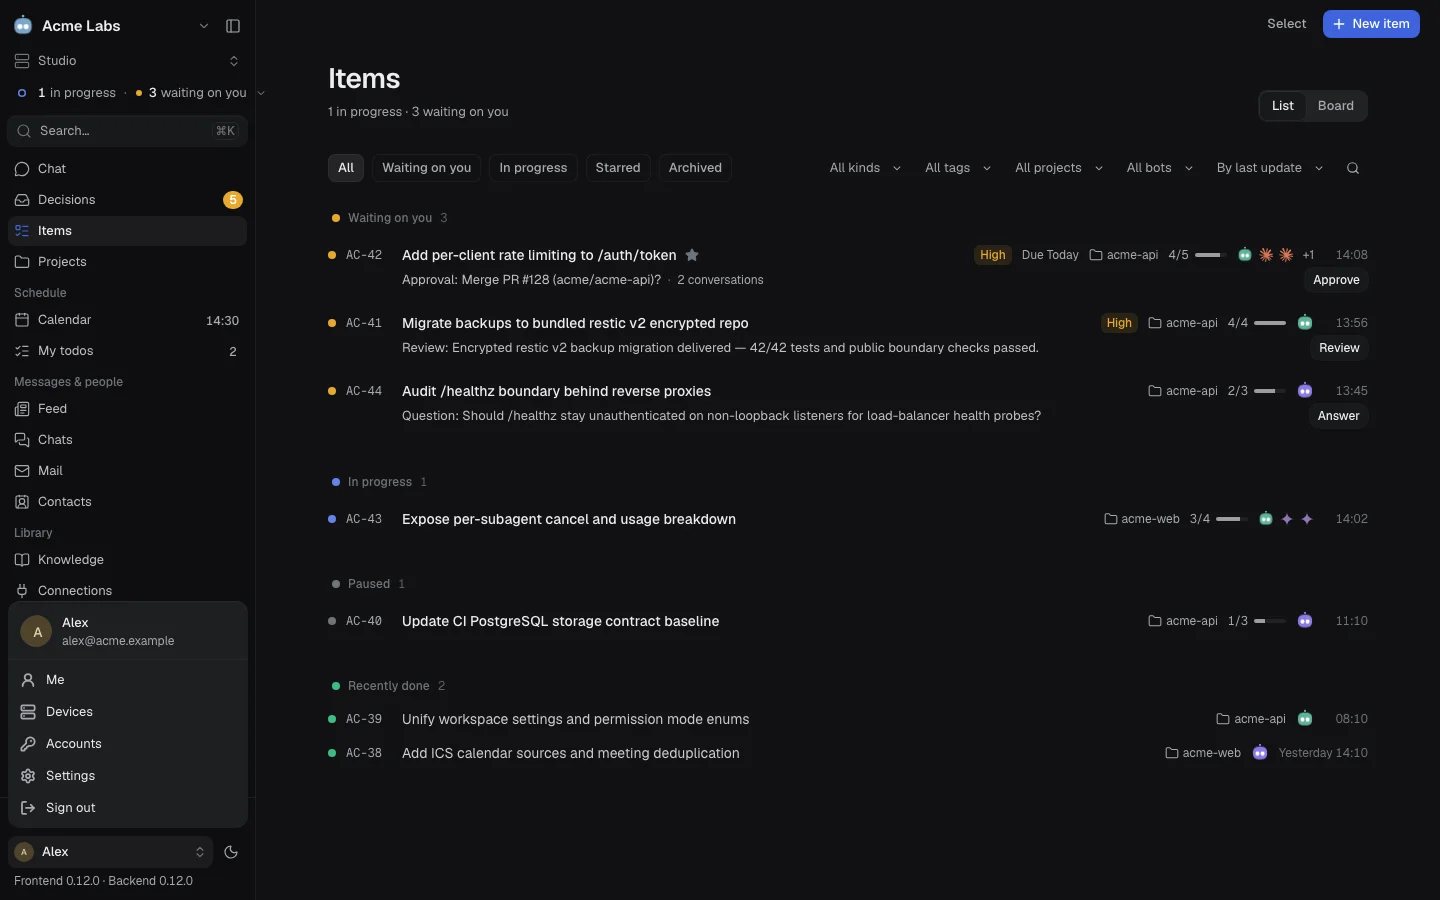 Acme Labs
Studio
1 in progress · 3 waiting on you
Search... ⌘K
Chat
Decisions 5
Items
Projects
Schedule
Calendar 14:30
My todos 2
Messages & people
Feed
Chats
Mail
Contacts
Library
Knowledge
Connections
A Alex
alex@acme.example
Me
Devices
Accounts
Settings
Sign out
A Alex
Frontend 0.12.0 · Backend 0.12.0
Select + New item
Items
1 in progress · 3 waiting on you
List Board
All Waiting on you In progress Starred Archived All kinds All tags All projects All bots By last update
Waiting on you 3
AC-42 Add per-client rate limiting to /auth/token High Due Today acme-api 4/5 +1 14:08
Approval: Merge PR #128 (acme/acme-api)? · 2 conversations Approve
AC-41 Migrate backups to bundled restic v2 encrypted repo High acme-api 4/4 13:56
Review: Encrypted restic v2 backup migration delivered — 42/42 tests and public boundary checks passed. Review
AC-44 Audit /healthz boundary behind reverse proxies acme-api 2/3 13:45
Question: Should /healthz stay unauthenticated on non-loopback listeners for load-balancer health probes? Answer
In progress 1
AC-43 Expose per-subagent cancel and usage breakdown acme-web 3/4 14:02
Paused 1
AC-40 Update CI PostgreSQL storage contract baseline acme-api 1/3 11:10
Recently done 2
AC-39 Unify workspace settings and permission mode enums acme-api 08:10
AC-38 Add ICS calendar sources and meeting deduplication acme-web Yesterday 14:10